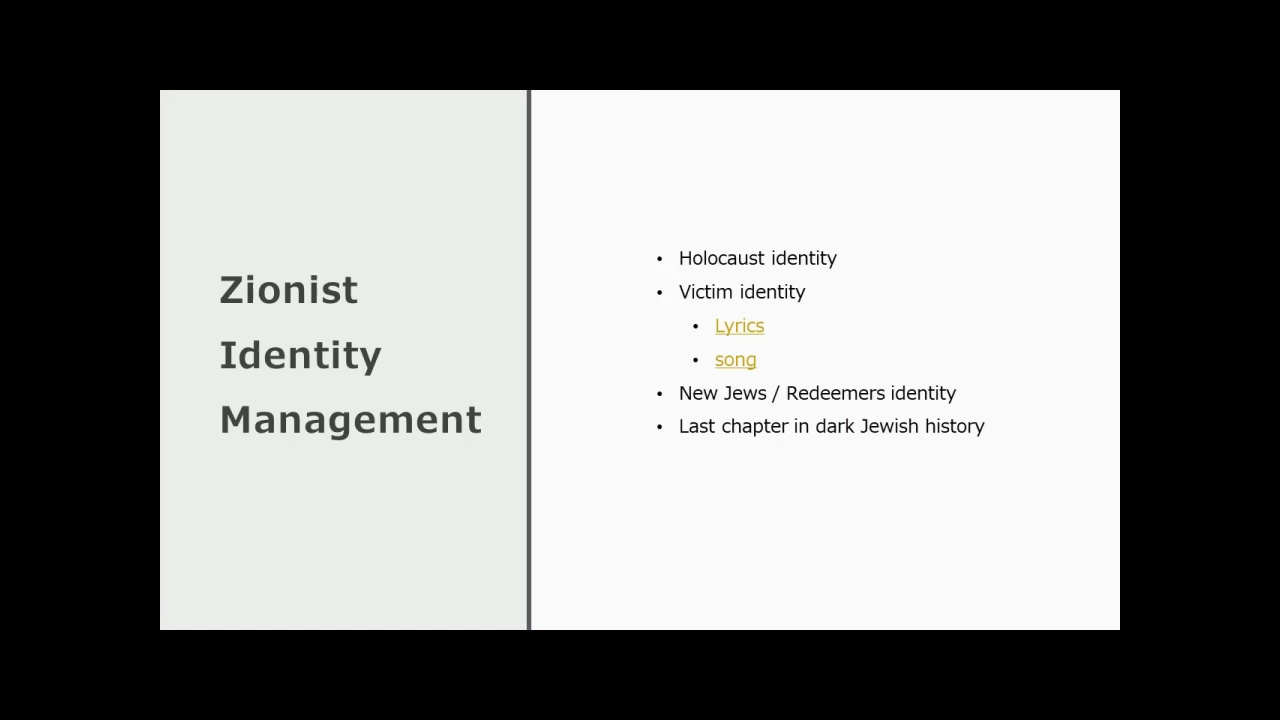 Zionist
Identity
Management
• Holocaust identity
• Victim identity
• Lyrics
• song
• New Jews / Redeemers identity
• Last chapter in dark Jewish history